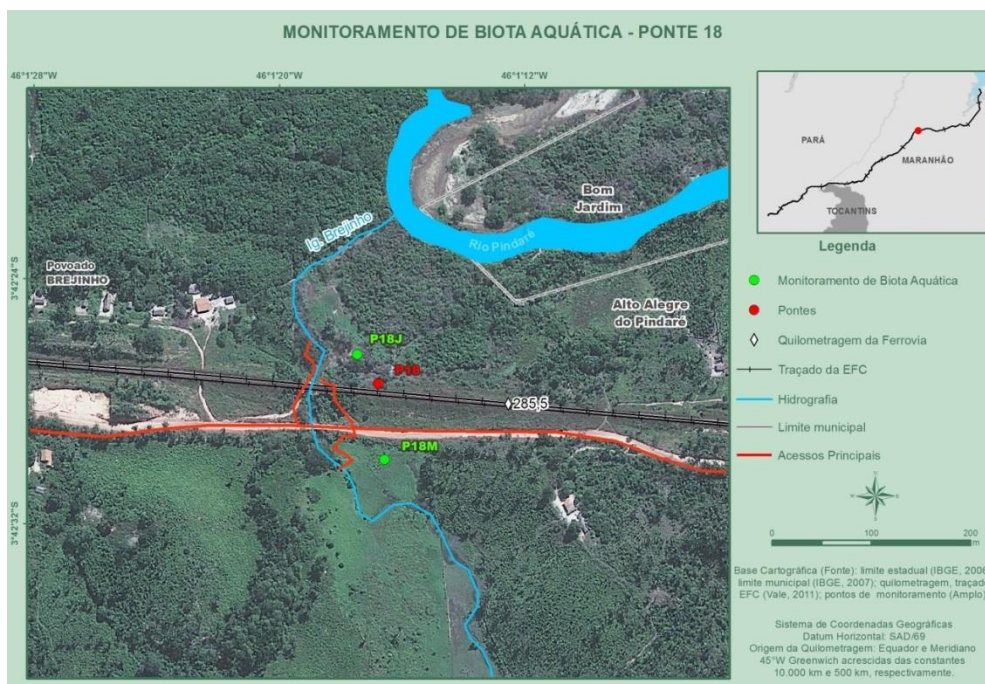 MONITORAMENTO DE BIOTA AQUÁTICA - PONTE 18
46°1'28"W
46°1'20"W
46°1'12"W
3°42'24"S
3°42'32"S
Ig. Brejinho
Bom
Jardim
Rio Pindaré
Povoado
BREJINHO
Alto Alegre
do Pindaré
P18J
P18
285,5
P18M
PARÁ
MARANHÃO
TOCANTINS
Legenda
Monitoramento de Biota Aquática
Pontes
Quilometragem da Ferrovia
Traçado da EFC
Hidrografia
Limite municipal
Acessos Principais
N
W
E
S
0 100 200
m
Base Cartográfica (Fonte): limite estadual (IBGE, 2006
limite municipal (IBGE, 2007); quilometragem, traçado
EFC (Vale, 2011); pontos de monitoramento (Amplo)
Sistema de Coordenadas Geográficas
Datum Horizontal: SAD/69
Origem da Quilometragem: Equador e Meridiano
45°W Greenwich acrescidas das constantes
10.000 km e 500 km, respectivamente.